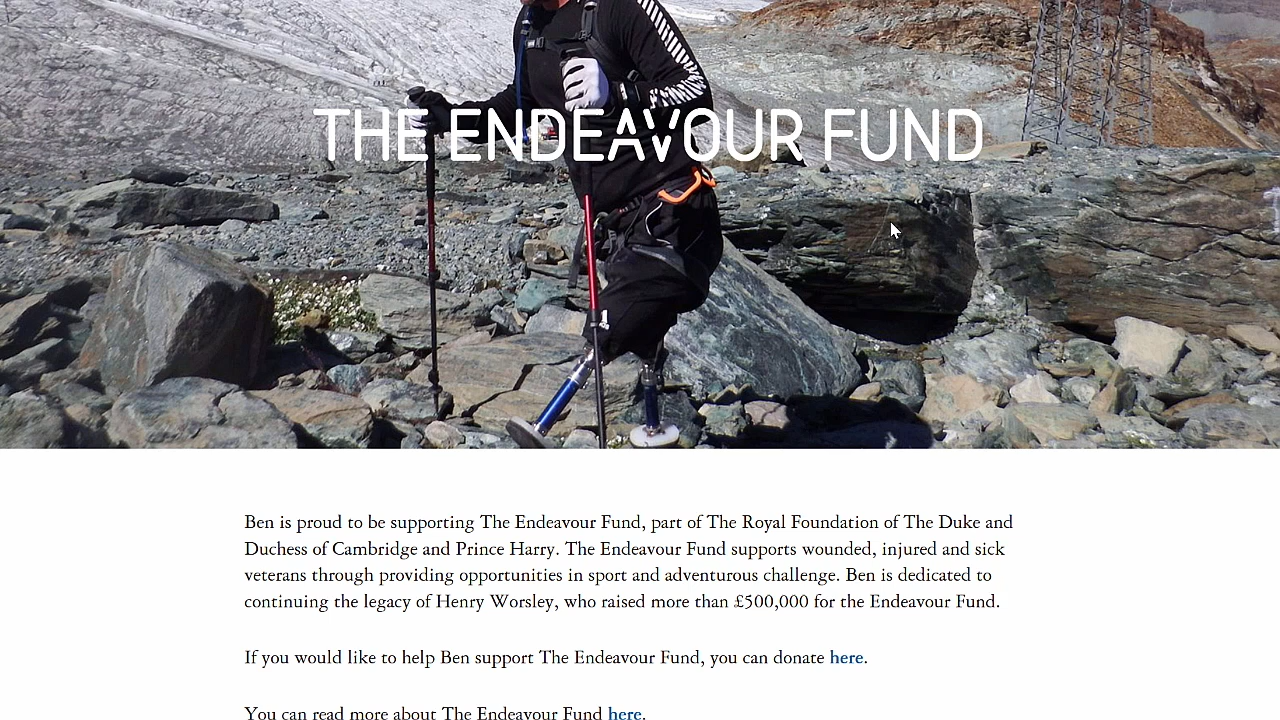 THE ENDEAVOUR FUND
Ben is proud to be supporting The Endeavour Fund, part of The Royal Foundation of The Duke and
Duchess of Cambridge and Prince Harry. The Endeavour Fund supports wounded, injured and sick
veterans through providing opportunities in sport and adventurous challenge. Ben is dedicated to
continuing the legacy of Henry Worsley, who raised more than £500,000 for the Endeavour Fund.
If you would like to help Ben support The Endeavour Fund, you can donate here.
You can read more about The Endeavour Fund here.